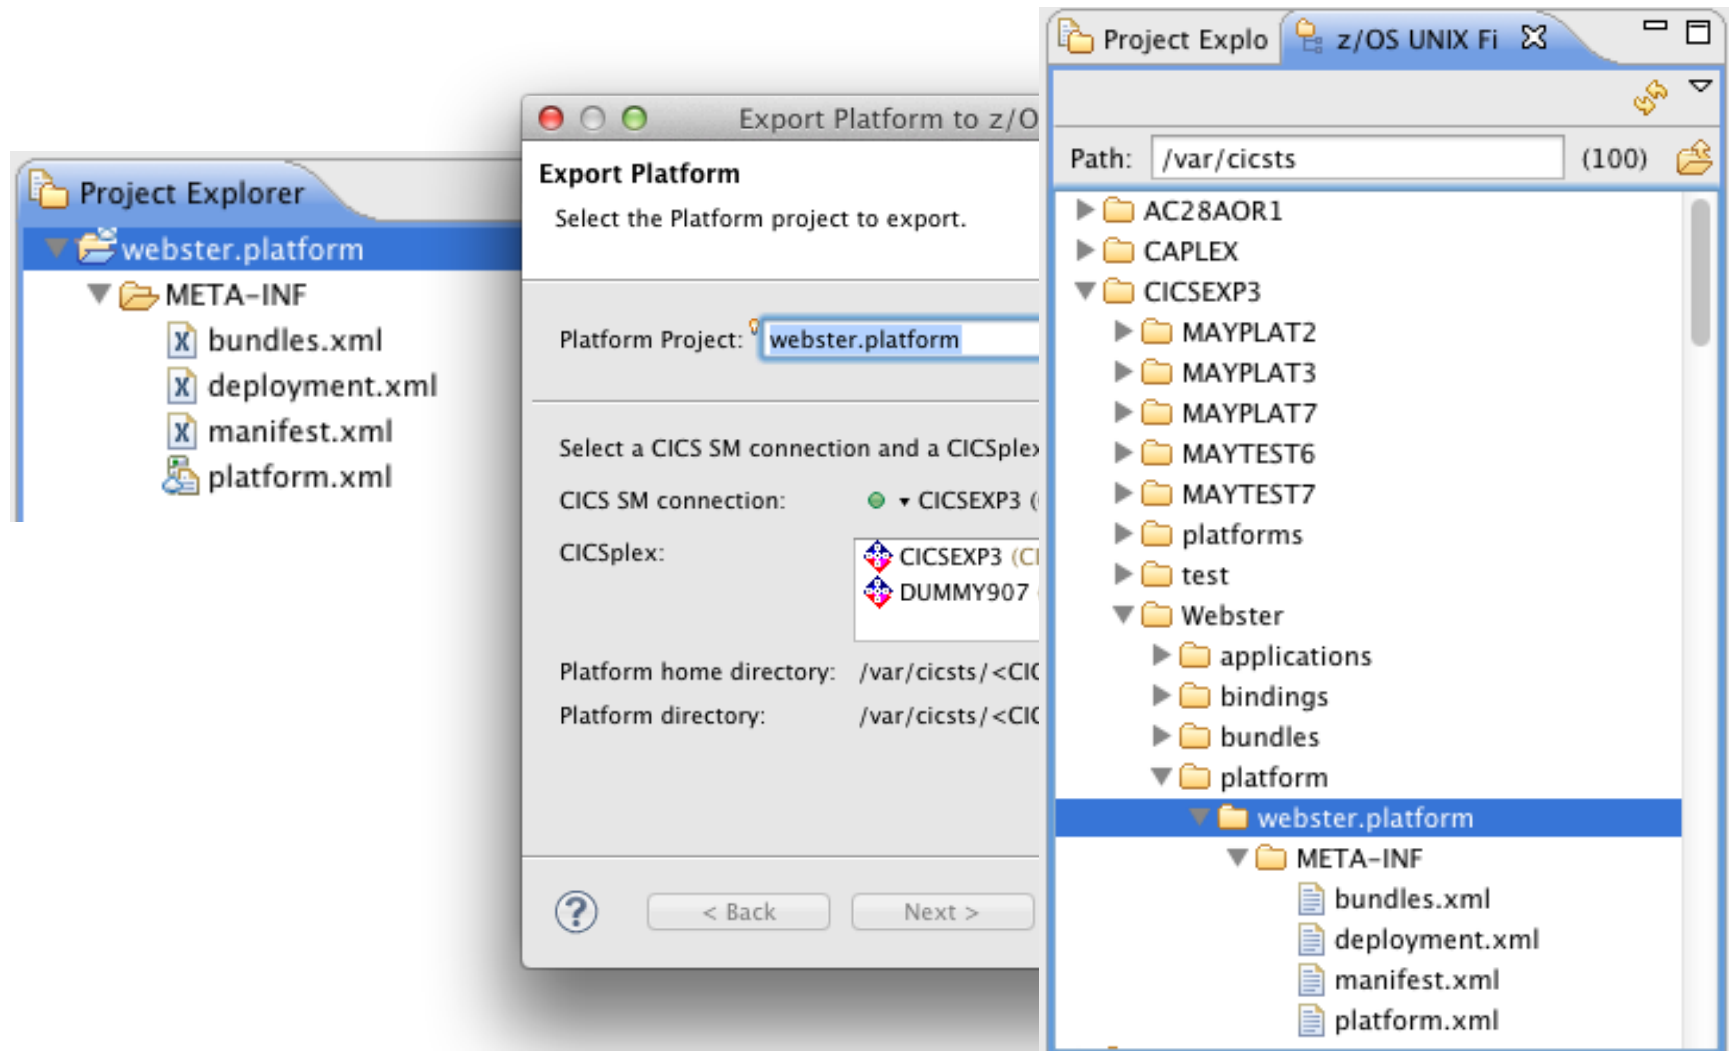 Project Explorer
webster.platform
META-INF
bundles.xml
deployment.xml
manifest.xml
platform.xml
Export Platform to z/O
Export Platform
Select the Platform project to export.
Platform Project: webster.platform
Select a CICS SM connection and a CICSplex
CICS SM connection: CICSEXP3 (
CICSplex: CICSEXP3 (CI
DUMMY907
Platform home directory: /var/cicsts/<CIC
Platform directory: /var/cicsts/<CIC
? < Back Next >
Project Explo z/OS UNIX Fi
Path: /var/cicsts (100)
AC28AOR1
CAPLEX
CICSEXP3
MAYPLAT2
MAYPLAT3
MAYPLAT7
MAYTEST6
MAYTEST7
platforms
test
Webster
applications
bindings
bundles
platform
webster.platform
META-INF
bundles.xml
deployment.xml
manifest.xml
platform.xml